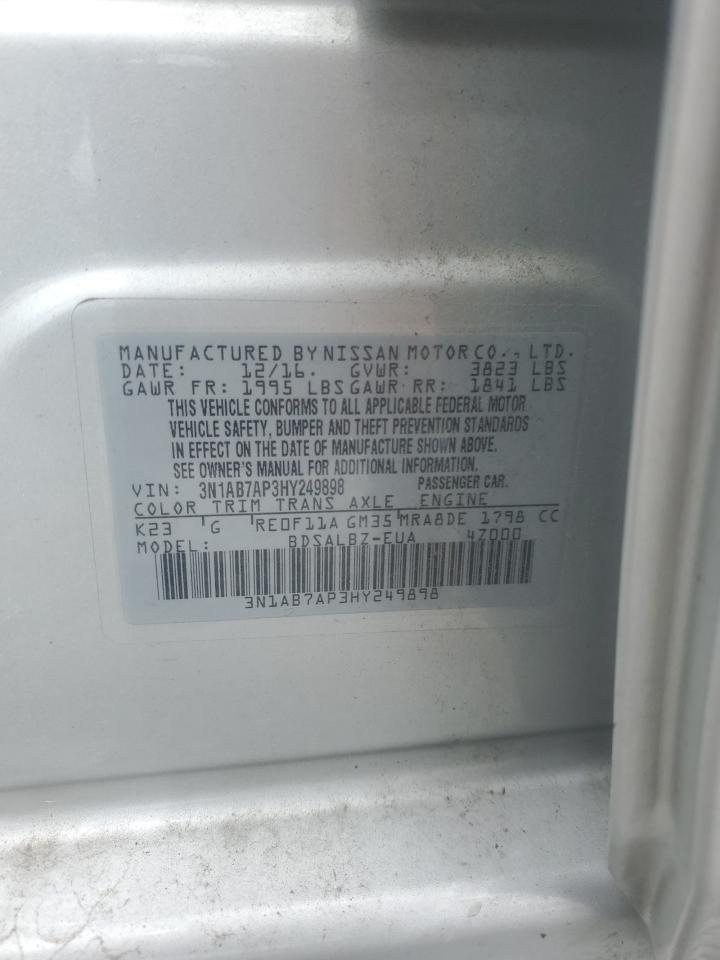 MANUFACTURED BY NISSAN MOTOR CO., LTD.
DATE: 12/16. GVWR: 3823 LBS
GAWR FR: 1995 LBS GAWR RR: 1841 LBS
THIS VEHICLE CONFORMS TO ALL APPLICABLE FEDERAL MOTOR
VEHICLE SAFETY, BUMPER AND THEFT PREVENTION STANDARDS
IN EFFECT ON THE DATE OF MANUFACTURE SHOWN ABOVE.
SEE OWNER'S MANUAL FOR ADDITIONAL INFORMATION.
VIN: 3N1AB7AP3HY249898 PASSENGER CAR.
COLOR TRIM TRANS AXLE ENGINE
K23 G RE0F11A GM35 MRA8DE 1798 CC
MODEL: BDSALBZ-EUA 4Z000
3N1AB7AP3HY249898